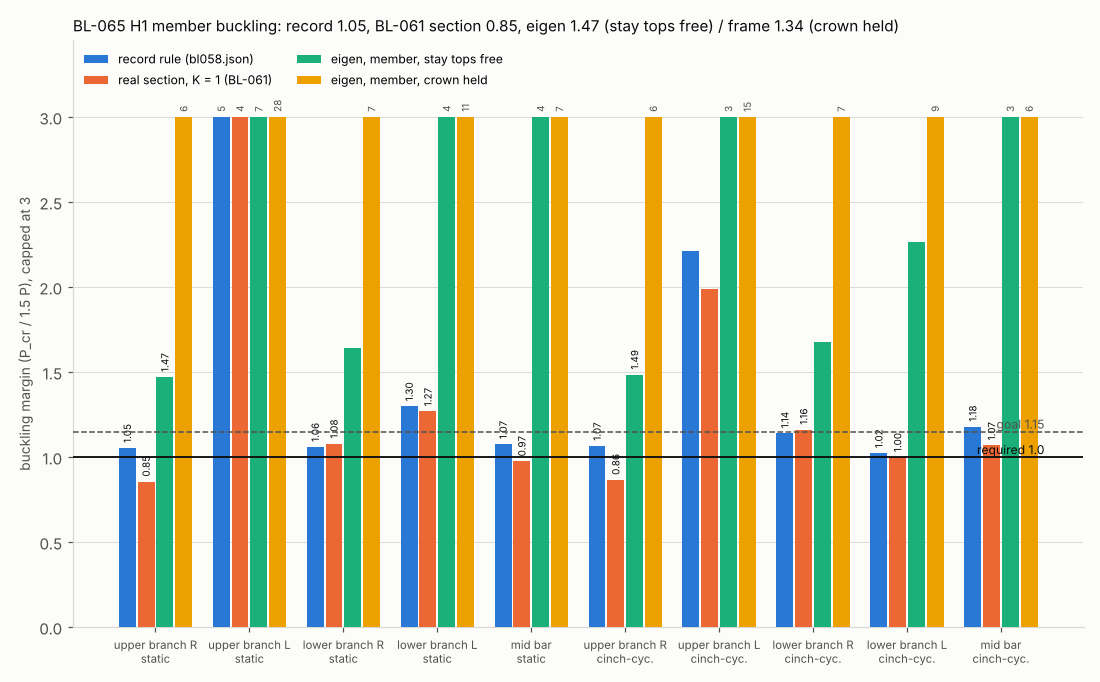 BL-065 H1 member buckling: record 1.05, BL-061 section 0.85, eigen 1.47 (stay tops free) / frame 1.34 (crown held)
record rule (bl058.json)
real section, K = 1 (BL-061)
eigen, member, stay tops free
eigen, member, crown held
buckling margin (P_cr / 1.5 P), capped at 3
3.0
2.5
2.0
1.5
1.0
0.5
0.0
1.05
0.85
1.47
6
5
4
7
28
1.06
1.08
7
1.30
1.27
4
11
1.07
0.97
4
7
1.07
0.86
1.49
6
3
15
1.14
1.16
7
1.02
1.00
9
1.18
1.07
3
6
goal 1.15
required 1.0
upper branch R
static
upper branch L
static
lower branch R
static
lower branch L
static
mid bar
static
upper branch R
cinch-cyc.
upper branch L
cinch-cyc.
lower branch R
cinch-cyc.
lower branch L
cinch-cyc.
mid bar
cinch-cyc.